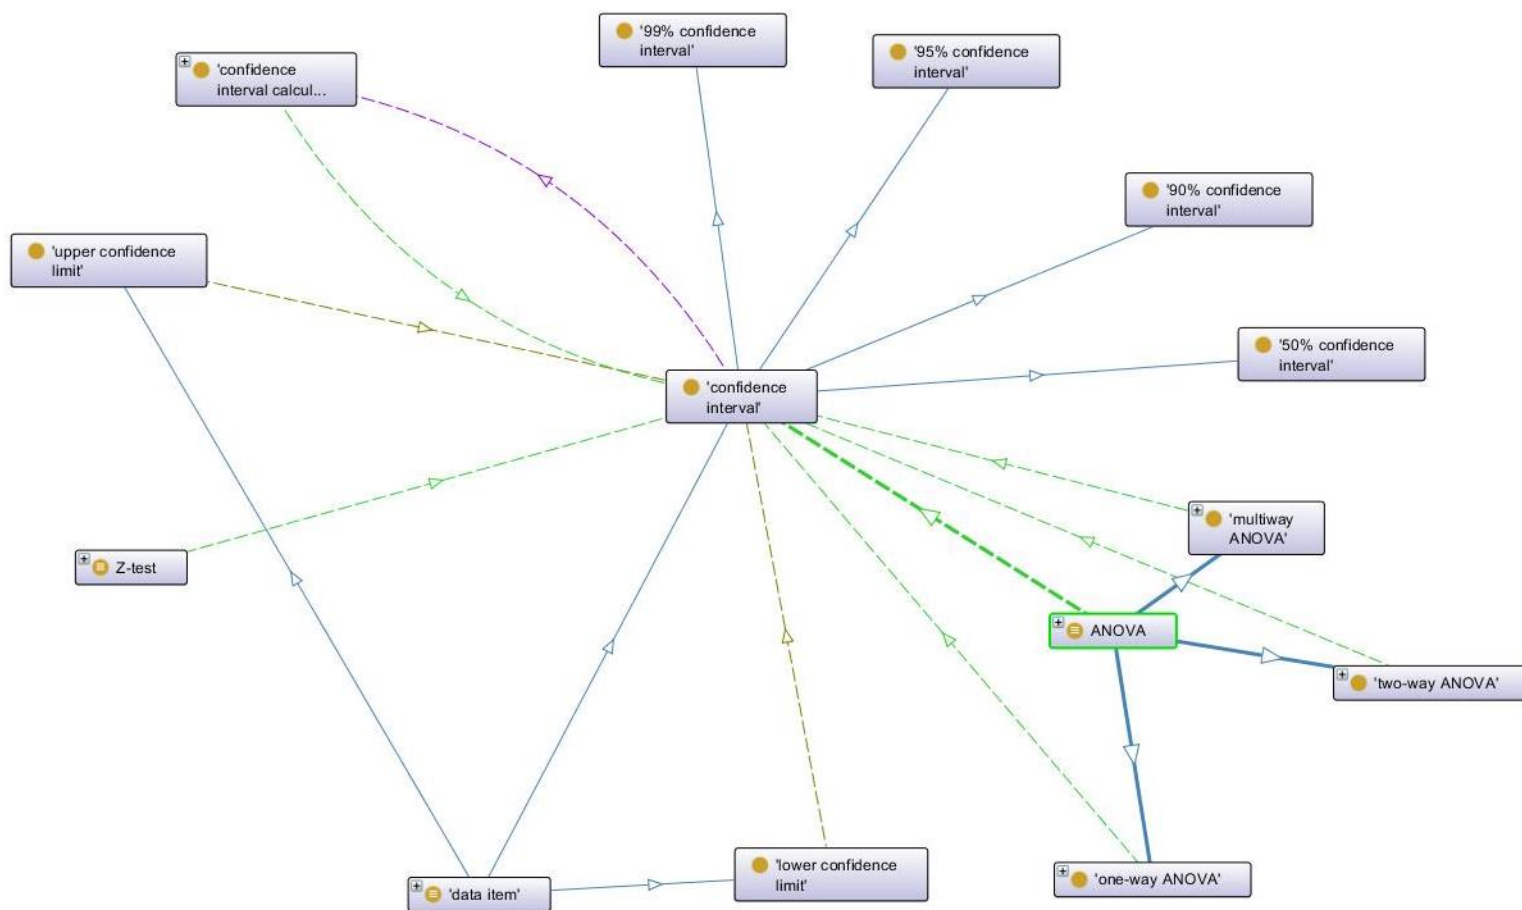 '99% confidence
interval'
'95% confidence
interval'
'confidence
interval calcul...
'90% confidence
interval'
'upper confidence
limit'
'50% confidence
interval'
'confidence
interval'
'multiway
ANOVA'
Z-test
ANOVA
'two-way ANOVA'
'lower confidence
limit'
'one-way ANOVA'
'data item'